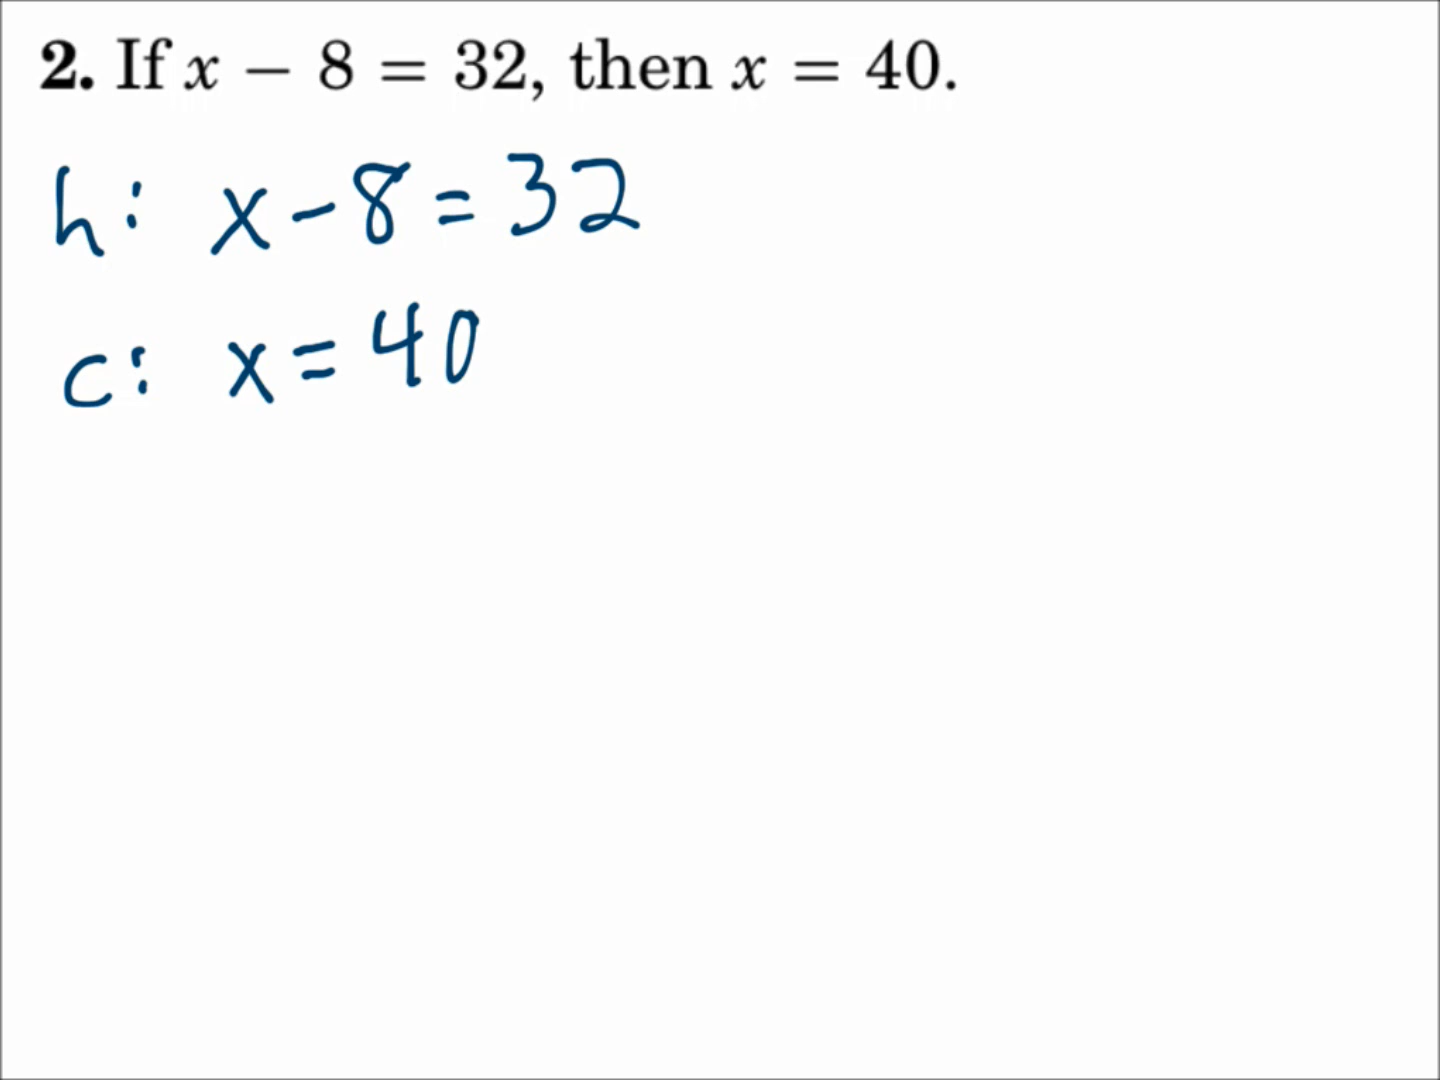 2. If x − 8 = 32, then x = 40.
h: x - 8 = 32
c: x = 40